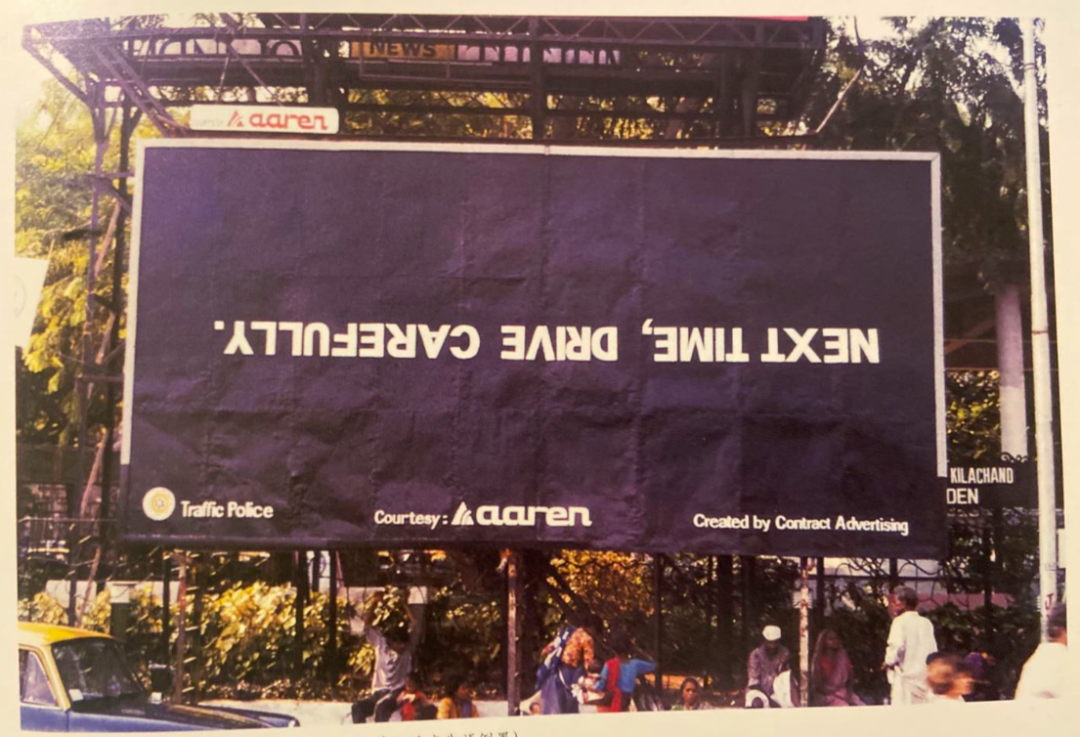 NEWS
aaren
NEXT TIME, DRIVE CAREFULLY.
Traffic Police
Courtesy: aaren
Created by Contract Advertising
KILACHAND
DEN